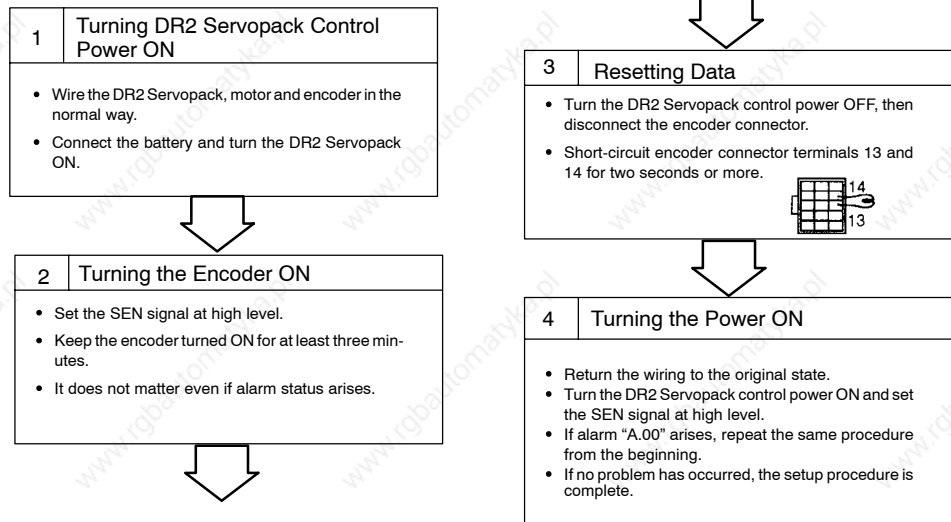 1
Turning DR2 Servopack Control
Power ON
• Wire the DR2 Servopack, motor and encoder in the
normal way.
• Connect the battery and turn the DR2 Servopack
ON.
2
Turning the Encoder ON
• Set the SEN signal at high level.
• Keep the encoder turned ON for at least three min-
utes.
• It does not matter even if alarm status arises.
3
Resetting Data
• Turn the DR2 Servopack control power OFF, then
disconnect the encoder connector.
• Short-circuit encoder connector terminals 13 and
14 for two seconds or more.
14
13
4
Turning the Power ON
• Return the wiring to the original state.
• Turn the DR2 Servopack control power ON and set
the SEN signal at high level.
• If alarm “A.00” arises, repeat the same procedure
from the beginning.
• If no problem has occurred, the setup procedure is
complete.
www.rgbautomatyka.pl